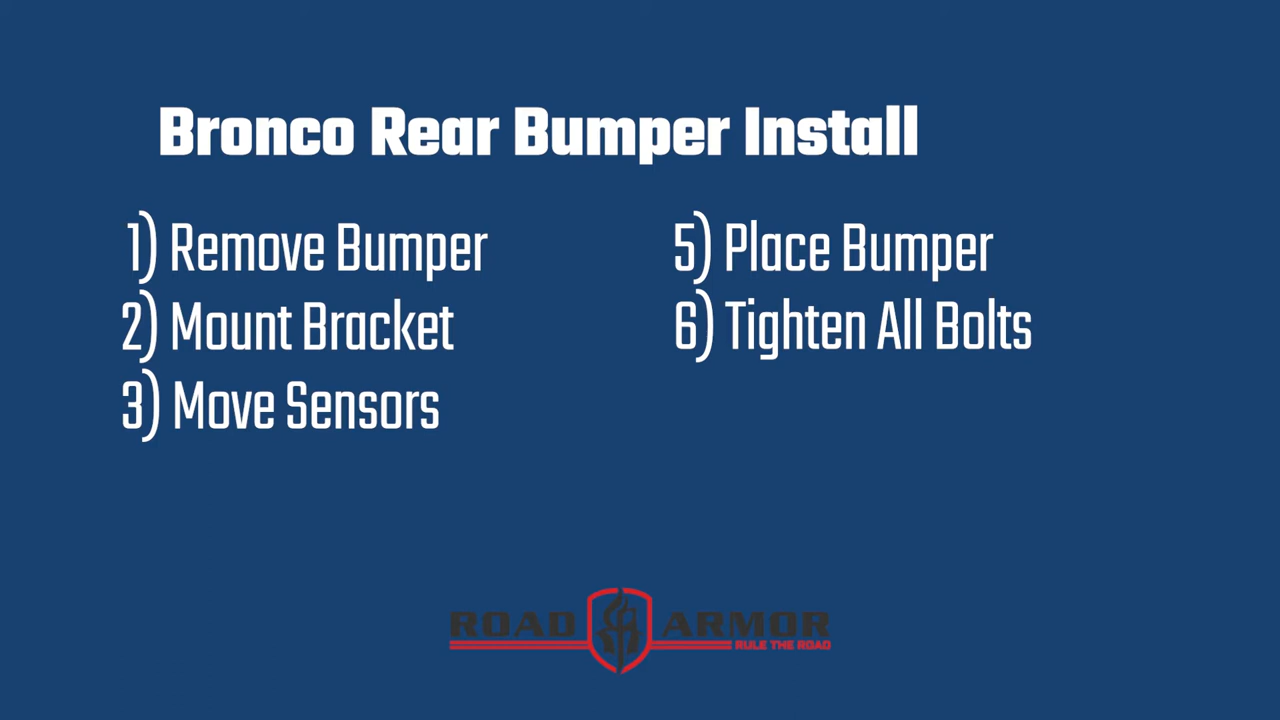 Bronco Rear Bumper Install
1) Remove Bumper
2) Mount Bracket
3) Move Sensors
5) Place Bumper
6) Tighten All Bolts
ROAD ARMOR
RULE THE ROAD